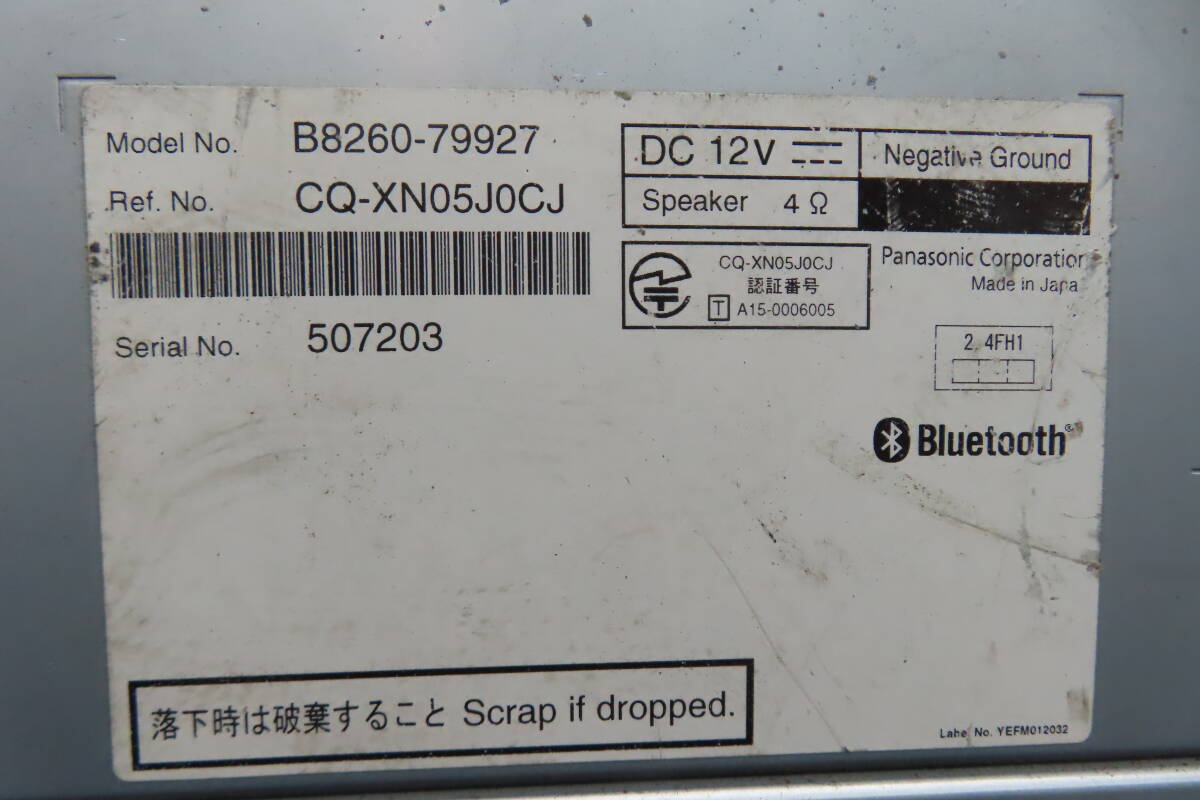 Model No. B8260-79927
Ref. No. CQ-XN05J0CJ
Serial No. 507203
DC 12V
Negative Ground
Speaker 4 Ω
CQ-XN05J0CJ
認証番号
T A15-0006005
Panasonic Corporation
Made in Japa
2.4FH1
Bluetooth®
落下時は破棄すること Scrap if dropped.
Label No. YEFM012032